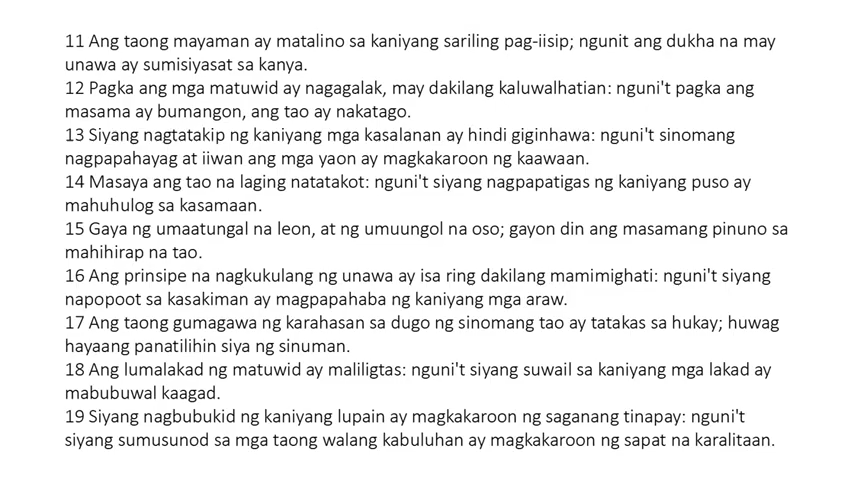 11 Ang taong mayaman ay matalino sa kaniyang sariling pag-iisip; ngunit ang dukha na may
unawa ay sumisiyasat sa kanya.
12 Pagka ang mga matuwid ay nagagalak, may dakilang kaluwalhatian: nguni't pagka ang
masama ay bumangon, ang tao ay nakatago.
13 Siyang nagtatakip ng kaniyang mga kasalanan ay hindi giginhawa: nguni't sinomang
nagpapahayag at iiwan ang mga yaon ay magkakaroon ng kaawaan.
14 Masaya ang tao na laging natatakot: nguni't siyang nagpapatigas ng kaniyang puso ay
mahuhulog sa kasamaan.
15 Gaya ng umaatungal na leon, at ng umuungol na oso; gayon din ang masamang pinuno sa
mahihirap na tao.
16 Ang prinsipe na nagkukulang ng unawa ay isa ring dakilang mamimighati: nguni't siyang
napopoot sa kasakiman ay magpapahaba ng kaniyang mga araw.
17 Ang taong gumagawa ng karahasan sa dugo ng sinomang tao ay tatakas sa hukay; huwag
hayaang panatilihin siya ng sinuman.
18 Ang lumalakad ng matuwid ay maliligtas: nguni't siyang suwail sa kaniyang mga lakad ay
mabubuwal kaagad.
19 Siyang nagbubukid ng kaniyang lupain ay magkakaroon ng saganang tinapay: nguni't
siyang sumusunod sa mga taong walang kabuluhan ay magkakaroon ng sapat na karalitaan.